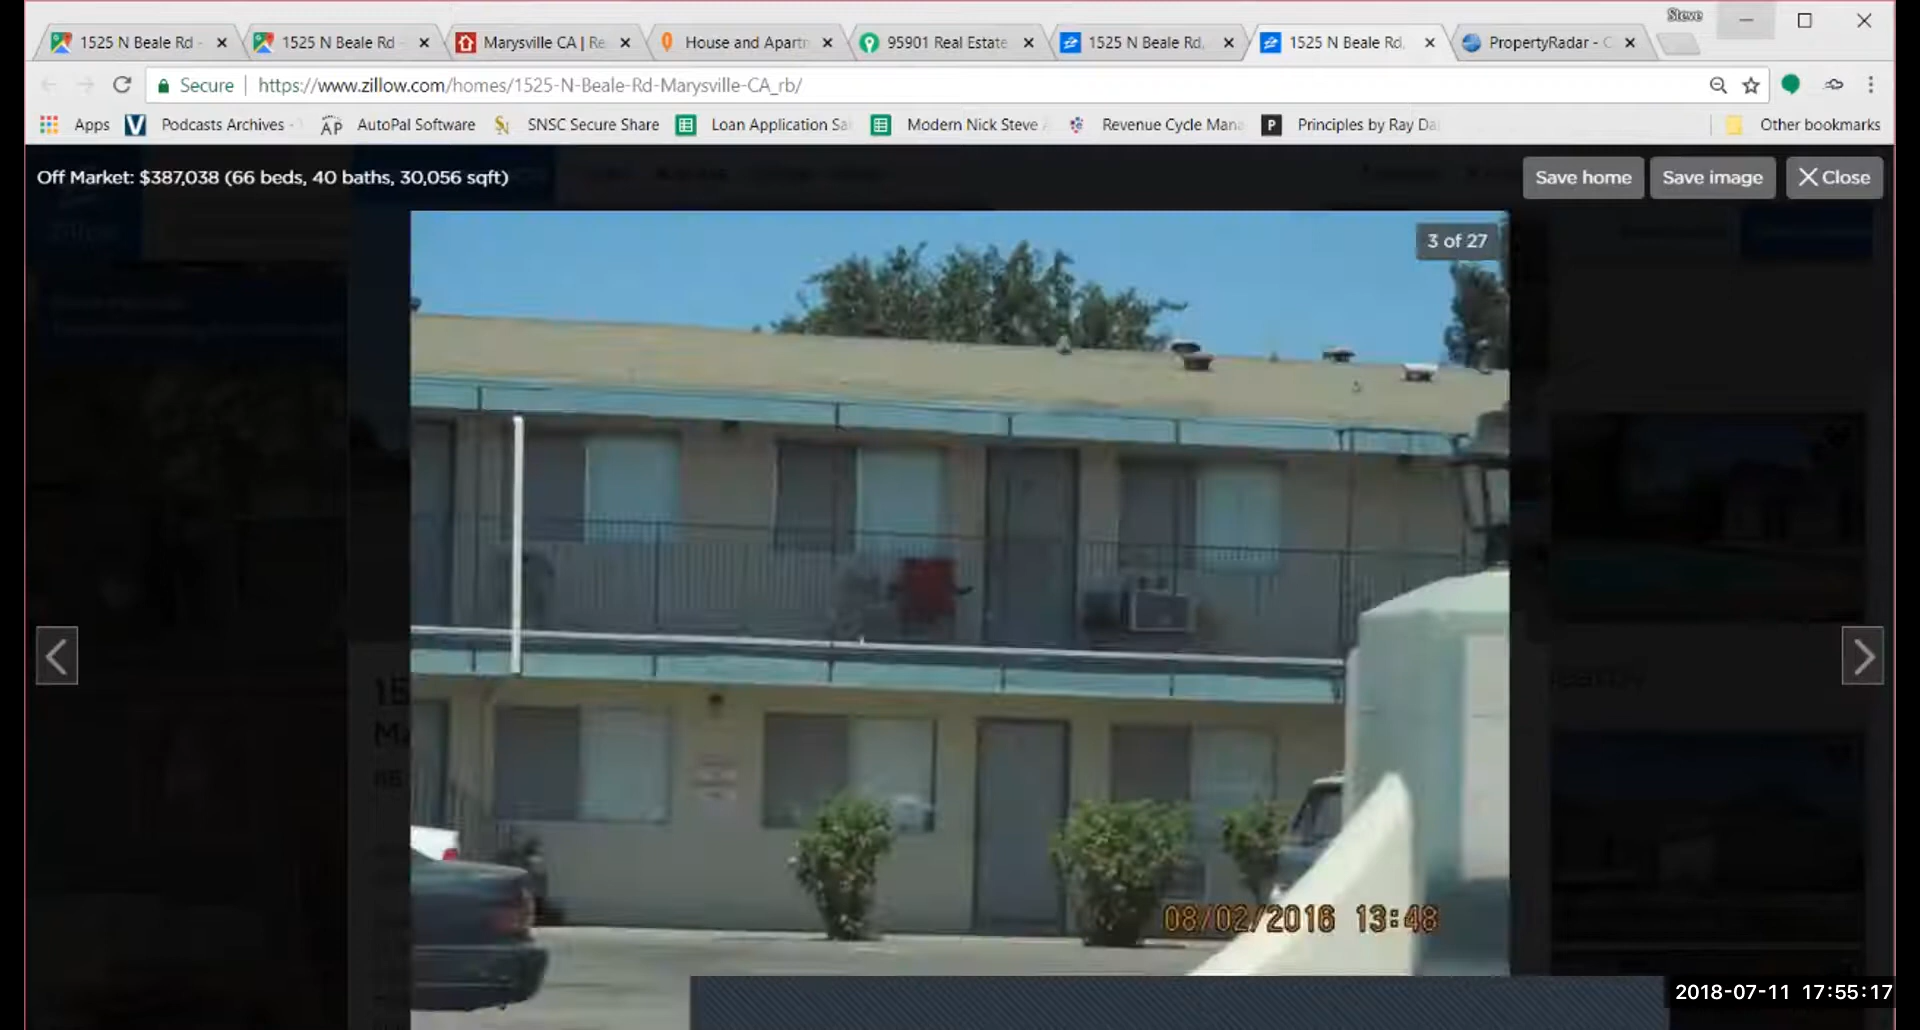 Steve
1525 N Beale Rd - 1525 N Beale Rd - Marysville CA | Re House and Apartm 95901 Real Estate 1525 N Beale Rd, 1525 N Beale Rd, PropertyRadar - C
Secure https://www.zillow.com/homes/1525-N-Beale-Rd-Marysville-CA_rb/
Apps Podcasts Archives - AP AutoPal Software SN SNSC Secure Share Loan Application Sa Modern Nick Steve Revenue Cycle Mana P Principles by Ray Da Other bookmarks
Off Market: $387,038 (66 beds, 40 baths, 30,056 sqft) Save home Save image Close
3 of 27
08/02/2016 13:48
2018-07-11 17:55:17